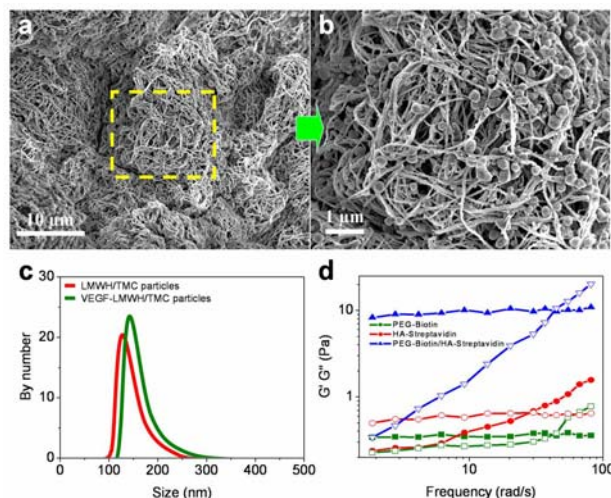 a
b
10 µm
1 µm
c
d
30
20
10
0
By number
LMWH/TMC particles
VEGF-LMWH/TMC particles
0 100 200 300 400 500
Size (nm)
10
1
G' G" (Pa)
PEG-Biotin
HA-Streptavidin
PEG-Biotin/HA-Streptavidin
10 100
Frequency (rad/s)